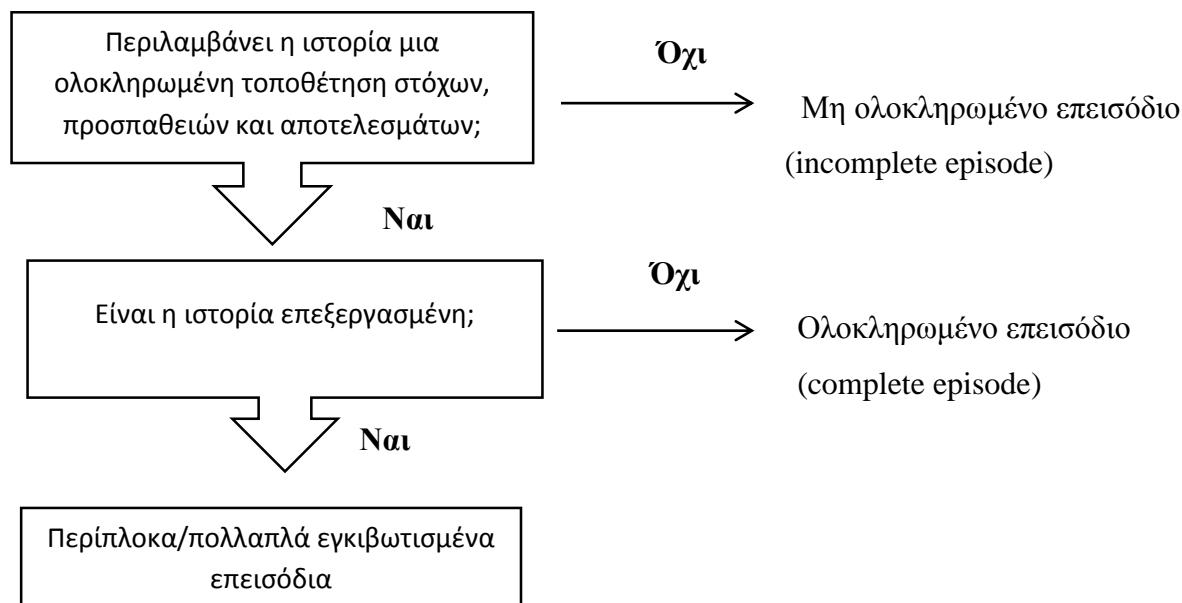 Περιλαμβάνει η ιστορία μια
ολοκληρωμένη τοποθέτηση στόχων,
προσπαθειών και αποτελεσμάτων;
Όχι
Μη ολοκληρωμένο επεισόδιο
(incomplete episode)
Ναι
Είναι η ιστορία επεξεργασμένη;
Όχι
Ολοκληρωμένο επεισόδιο
(complete episode)
Ναι
Περίπλοκα/πολλαπλά εγκιβωτισμένα
επεισόδια